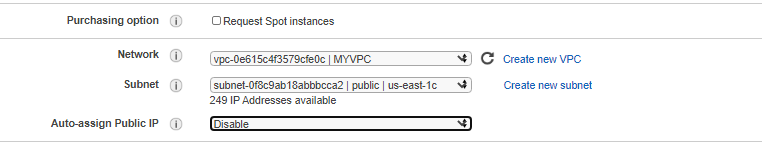 Purchasing option Request Spot instances
Network vpc-0e615c4f3579cfe0c | MYVPC Create new VPC
Subnet subnet-0f8c9ab18abbbcca2 | public | us-east-1c Create new subnet
249 IP Addresses available
Auto-assign Public IP Disable